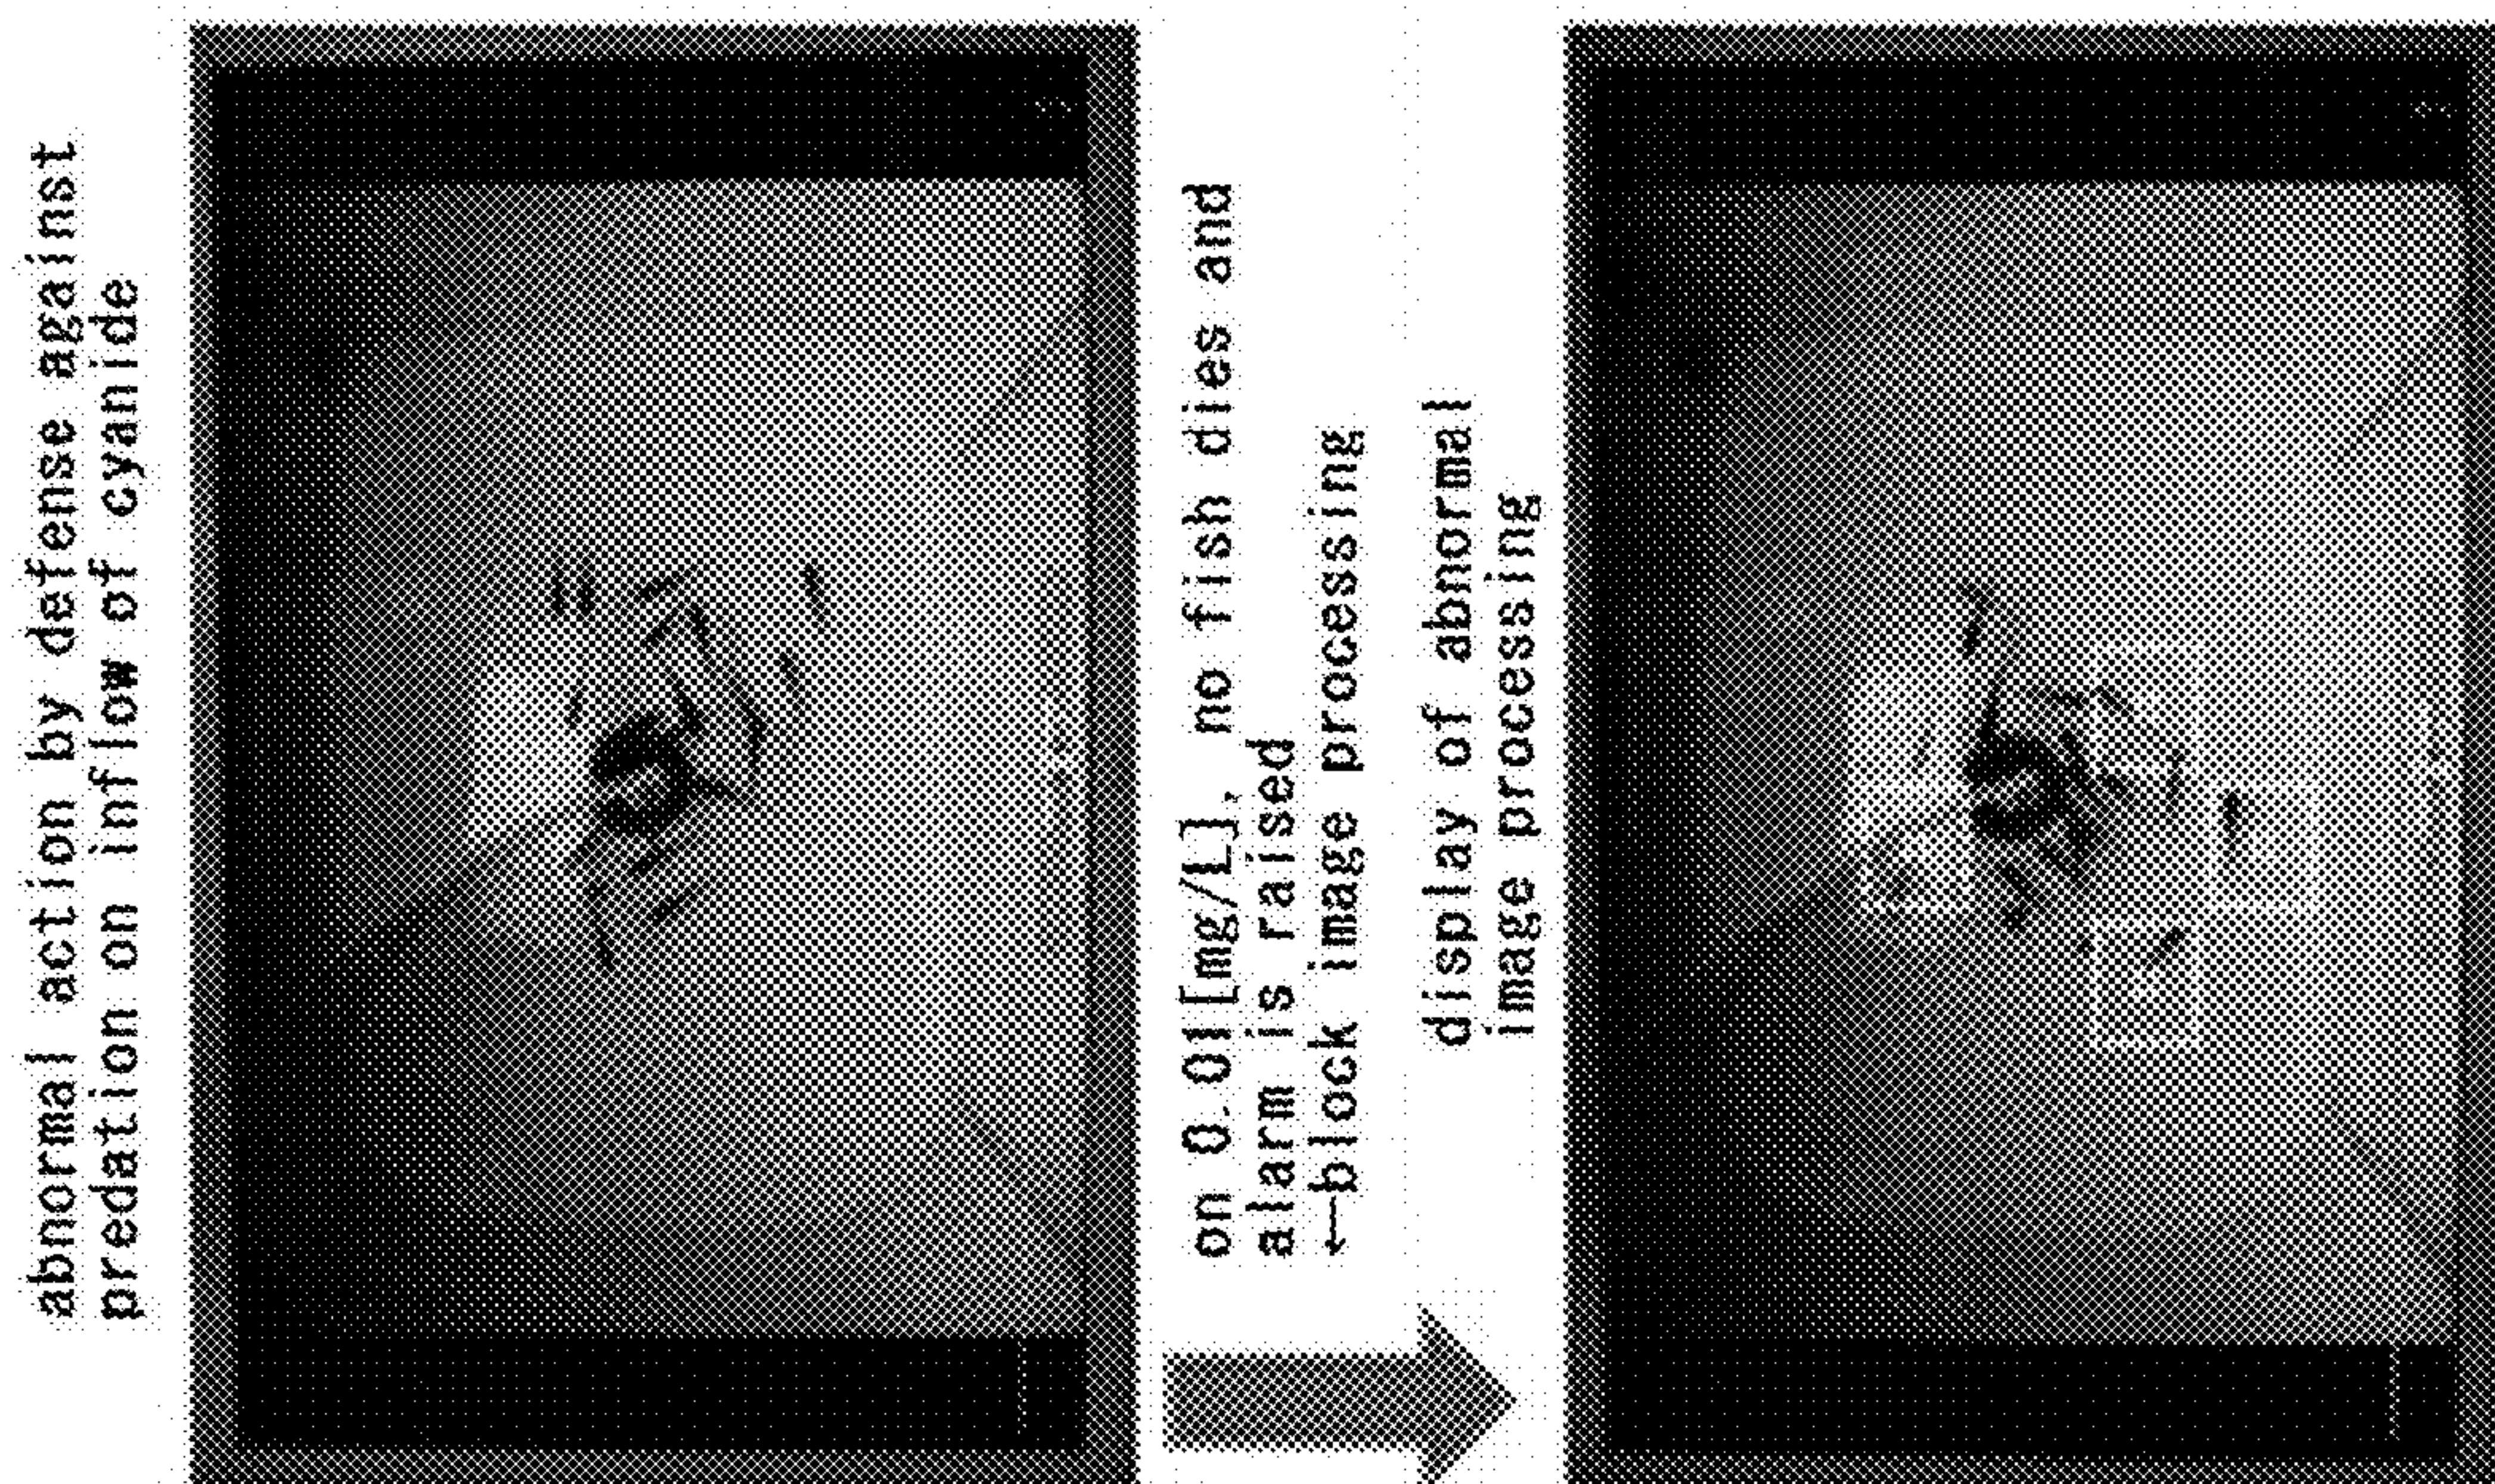 abnormal action by defense against
predation on inflow of cyanide
on 0.01[mg/L], no fish dies and
alarm is raised
←block image processing
display of abnormal
image processing